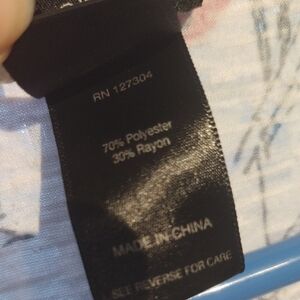 RN 127304
70% Polyester
30% Rayon
MADE IN CHINA
SEE REVERSE FOR CARE